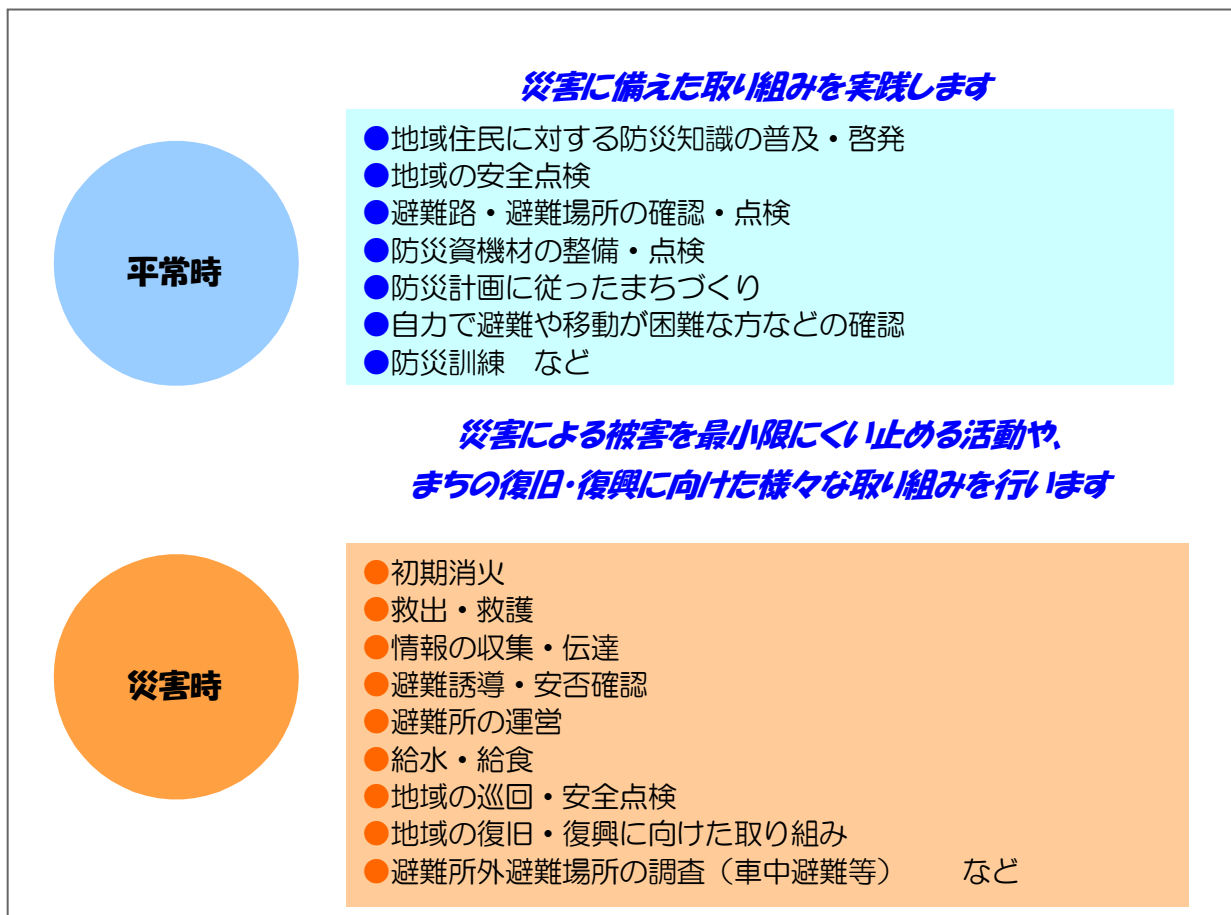 災害に備えた取り組みを実践します
平常時
●地域住民に対する防災知識の普及・啓発
●地域の安全点検
●避難路・避難場所の確認・点検
●防災資機材の整備・点検
●防災計画に従ったまちづくり
●自力で避難や移動が困難な方などの確認
●防災訓練　など
災害による被害を最小限にくい止める活動や、
まちの復旧・復興に向けた様々な取り組みを行います
災害時
●初期消火
●救出・救護
●情報の収集・伝達
●避難誘導・安否確認
●避難所の運営
●給水・給食
●地域の巡回・安全点検
●地域の復旧・復興に向けた取り組み
●避難所外避難場所の調査（車中避難等）　　など